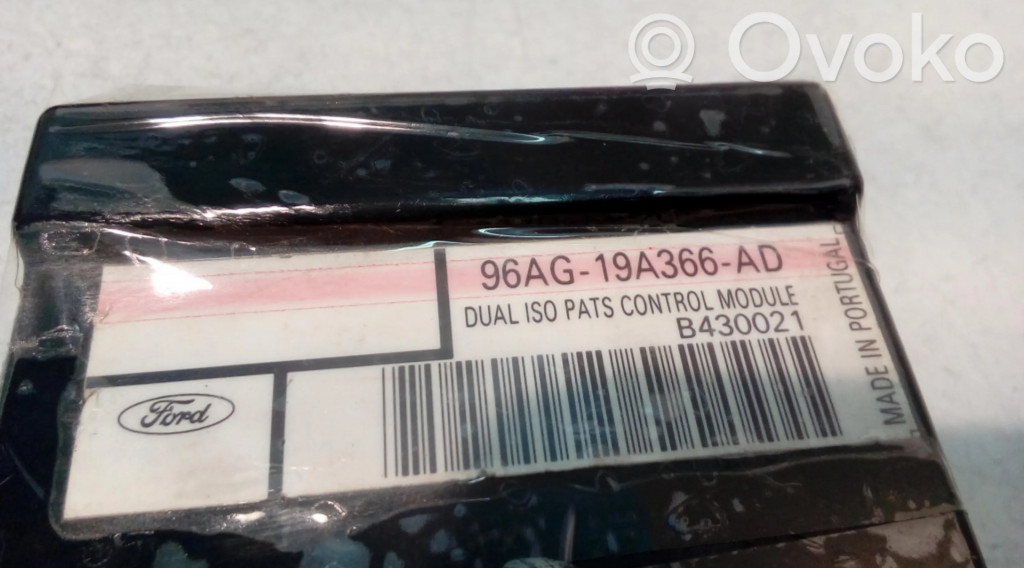 Ovoko
96AG-19A366-AD
DUAL ISO PATS CONTROL MODULE
B430021
MADE IN PORTUGAL
Ford